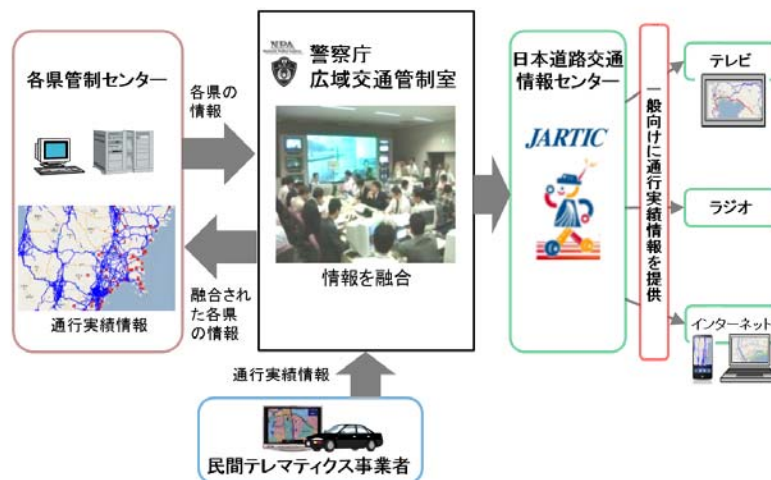 各県管制センター
通行実績情報
各県の
情報
融合され
た各県
の情報
NPA
警察庁
広域交通管制室
情報を融合
通行実績情報
民間テレマティクス事業者
日本道路交通
情報センター
JARTIC
一般向けに通行実績情報を提供
テレビ
ラジオ
インターネット